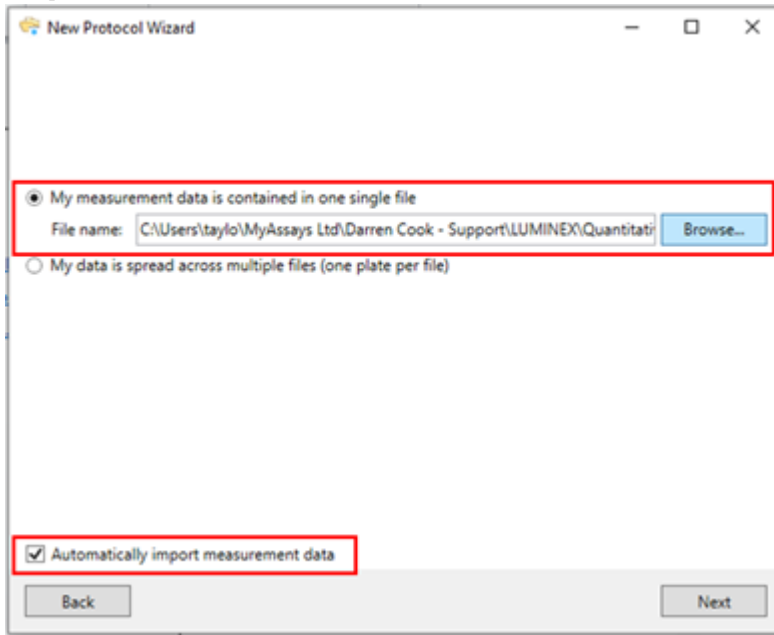 New Protocol Wizard
My measurement data is contained in one single file
File name: C:\Users\taylo\MyAssays Ltd\Darren Cook - Support\LUMINEX\Quantitati Browse...
My data is spread across multiple files (one plate per file)
Automatically import measurement data
Back Next